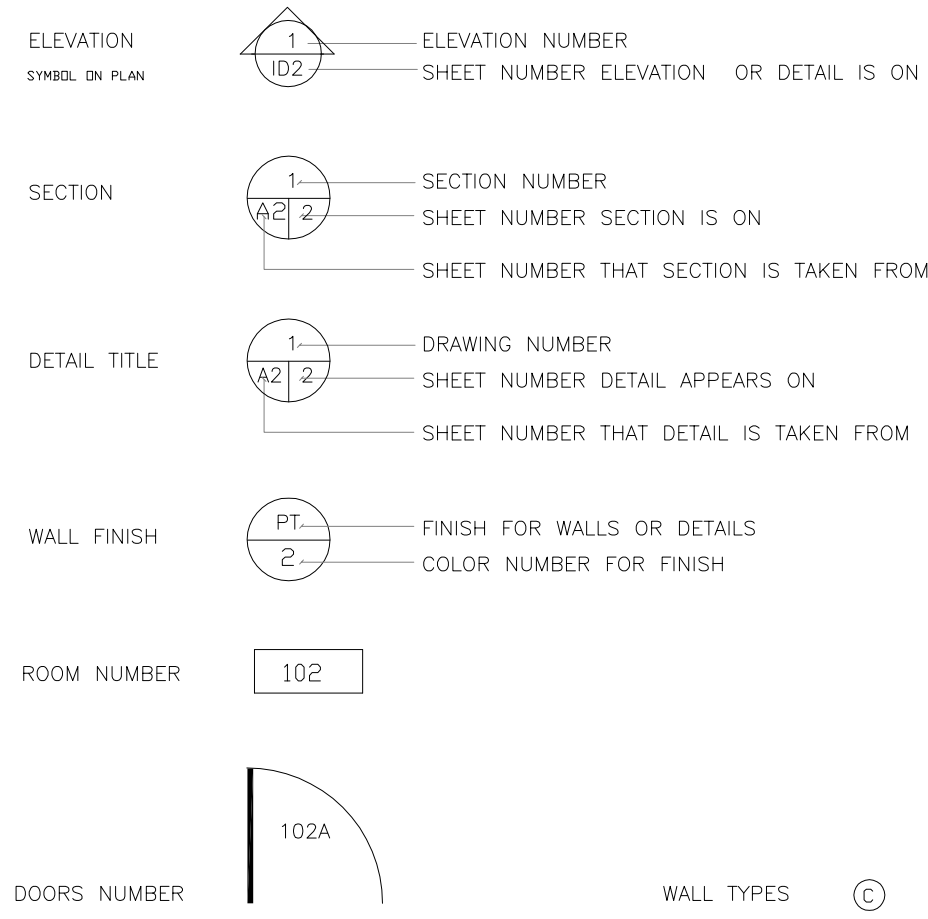 ELEVATION
SYMBOL ON PLAN
1
ID2
ELEVATION NUMBER
SHEET NUMBER ELEVATION OR DETAIL IS ON
SECTION
1
A2 2
SECTION NUMBER
SHEET NUMBER SECTION IS ON
SHEET NUMBER THAT SECTION IS TAKEN FROM
DETAIL TITLE
1
A2 2
DRAWING NUMBER
SHEET NUMBER DETAIL APPEARS ON
SHEET NUMBER THAT DETAIL IS TAKEN FROM
WALL FINISH
PT
2
FINISH FOR WALLS OR DETAILS
COLOR NUMBER FOR FINISH
ROOM NUMBER
102
102A
DOORS NUMBER
WALL TYPES
C